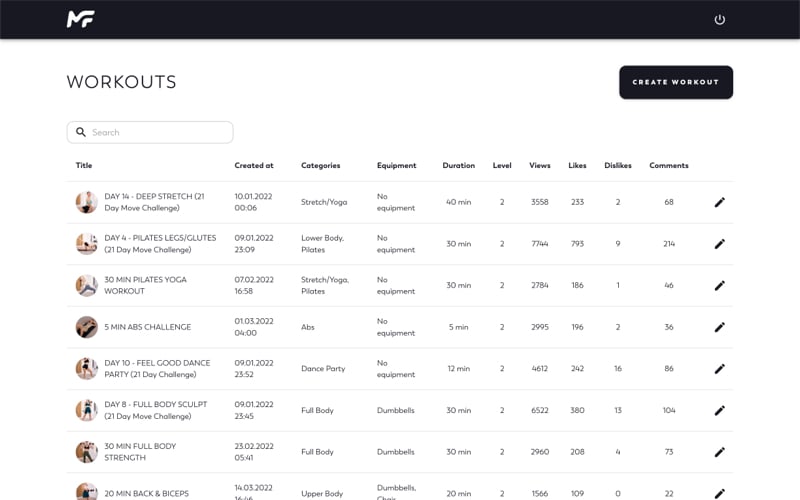 MF
WORKOUTS
CREATE WORKOUT
Search
Title Created at Categories Equipment Duration Level Views Likes Dislikes Comments
DAY 14 - DEEP STRETCH (21 Day Move Challenge) 10.01.2022 00:06 Stretch/Yoga No equipment 40 min 2 3558 233 2 68
DAY 4 - PILATES LEGS/GLUTES (21 Day Move Challenge) 09.01.2022 23:09 Lower Body, Pilates No equipment 30 min 2 7744 793 9 214
30 MIN PILATES YOGA WORKOUT 07.02.2022 16:58 Stretch/Yoga, Pilates No equipment 30 min 2 2784 186 1 46
5 MIN ABS CHALLENGE 01.03.2022 04:00 Abs No equipment 5 min 2 2995 196 2 36
DAY 10 - FEEL GOOD DANCE PARTY (21 Day Challenge) 09.01.2022 23:52 Dance Party No equipment 12 min 2 4612 242 16 86
DAY 8 - FULL BODY SCULPT (21 Day Move Challenge) 09.01.2022 23:45 Full Body Dumbbells 30 min 2 6522 380 13 104
30 MIN FULL BODY STRENGTH 23.02.2022 05:41 Full Body Dumbbells 30 min 2 2960 208 4 73
20 MIN BACK & BICEPS 14.03.2022 Upper Body Dumbbells, 20 min 2 1566 109 0 22